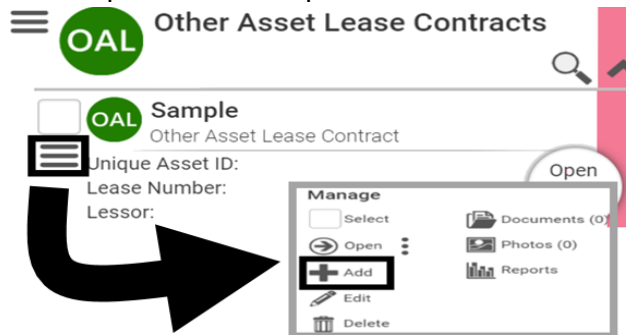 OAL Other Asset Lease Contracts
OAL Sample
Other Asset Lease Contract
Unique Asset ID:
Open
Lease Number:
Lessor:
Manage
Select
Documents (0)
Open
Photos (0)
Add
Reports
Edit
Delete